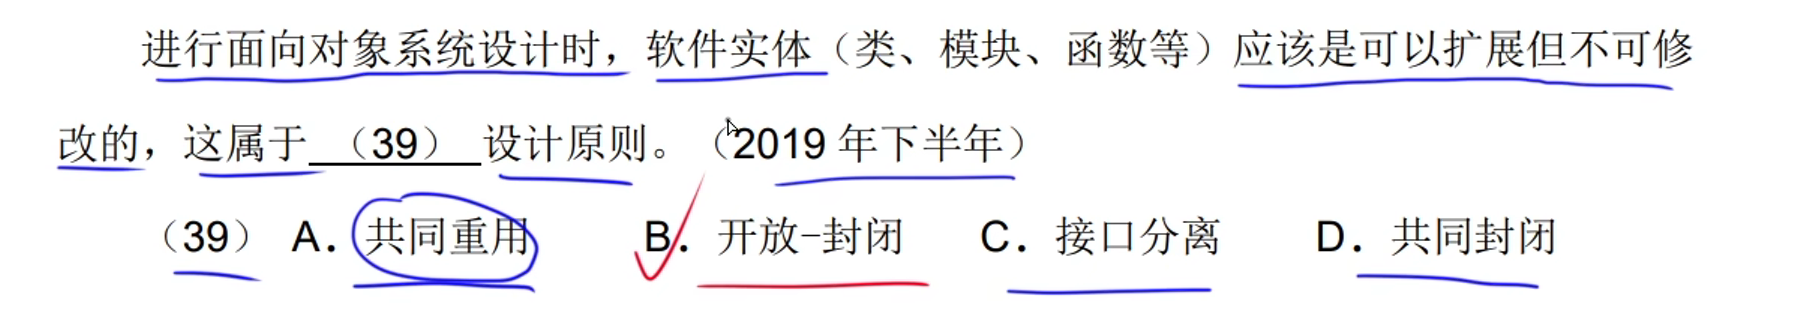 进行面向对象系统设计时，软件实体（类、模块、函数等）应该是可以扩展但不可修
改的，这属于（39）设计原则。（2019 年下半年）
（39） A. 共同重用 B. 开放-封闭 C. 接口分离 D. 共同封闭